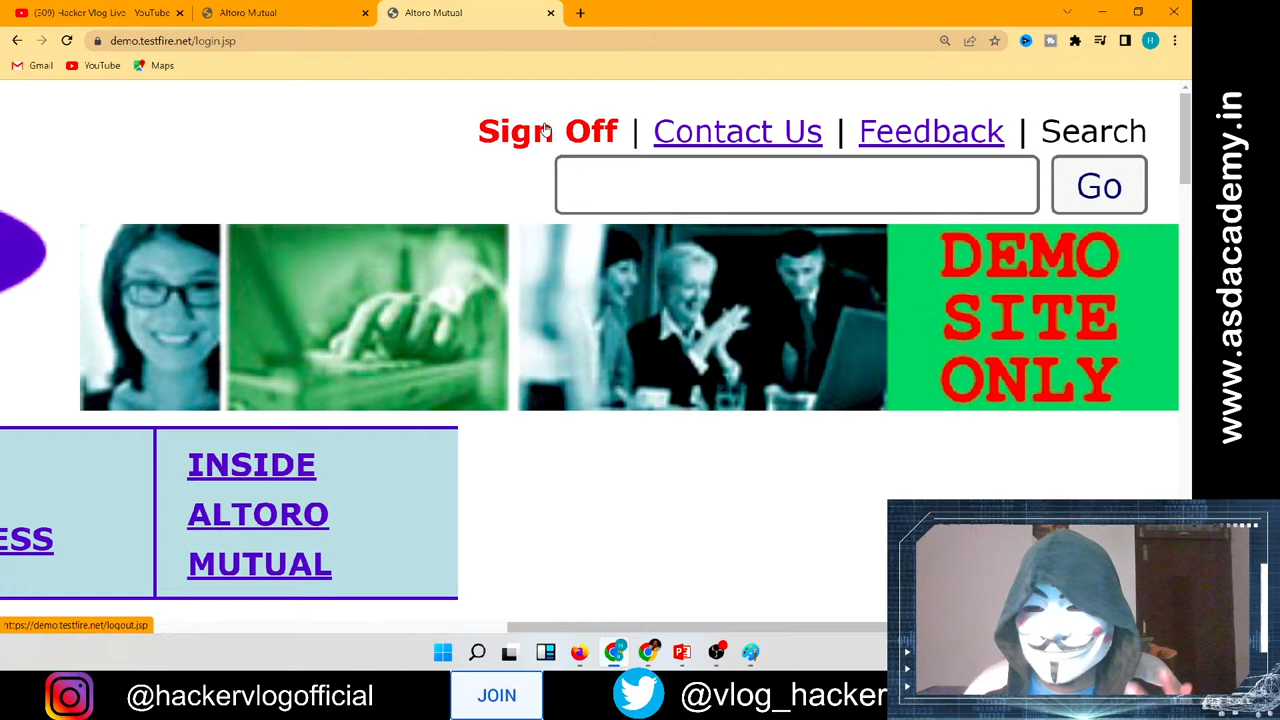 (309) Hacker Vlog Live - YouTube
Altoro Mutual
Altoro Mutual
demo.testfire.net/login.jsp
H
Gmail
YouTube
Maps
Sign Off | Contact Us | Feedback | Search
Go
DEMO
SITE
ONLY
INSIDE
ALTORO
MUTUAL
ESS
https://demo.testfire.net/logout.jsp
@hackervlogofficial
JOIN
@vlog_hacker
www.asdacademy.in